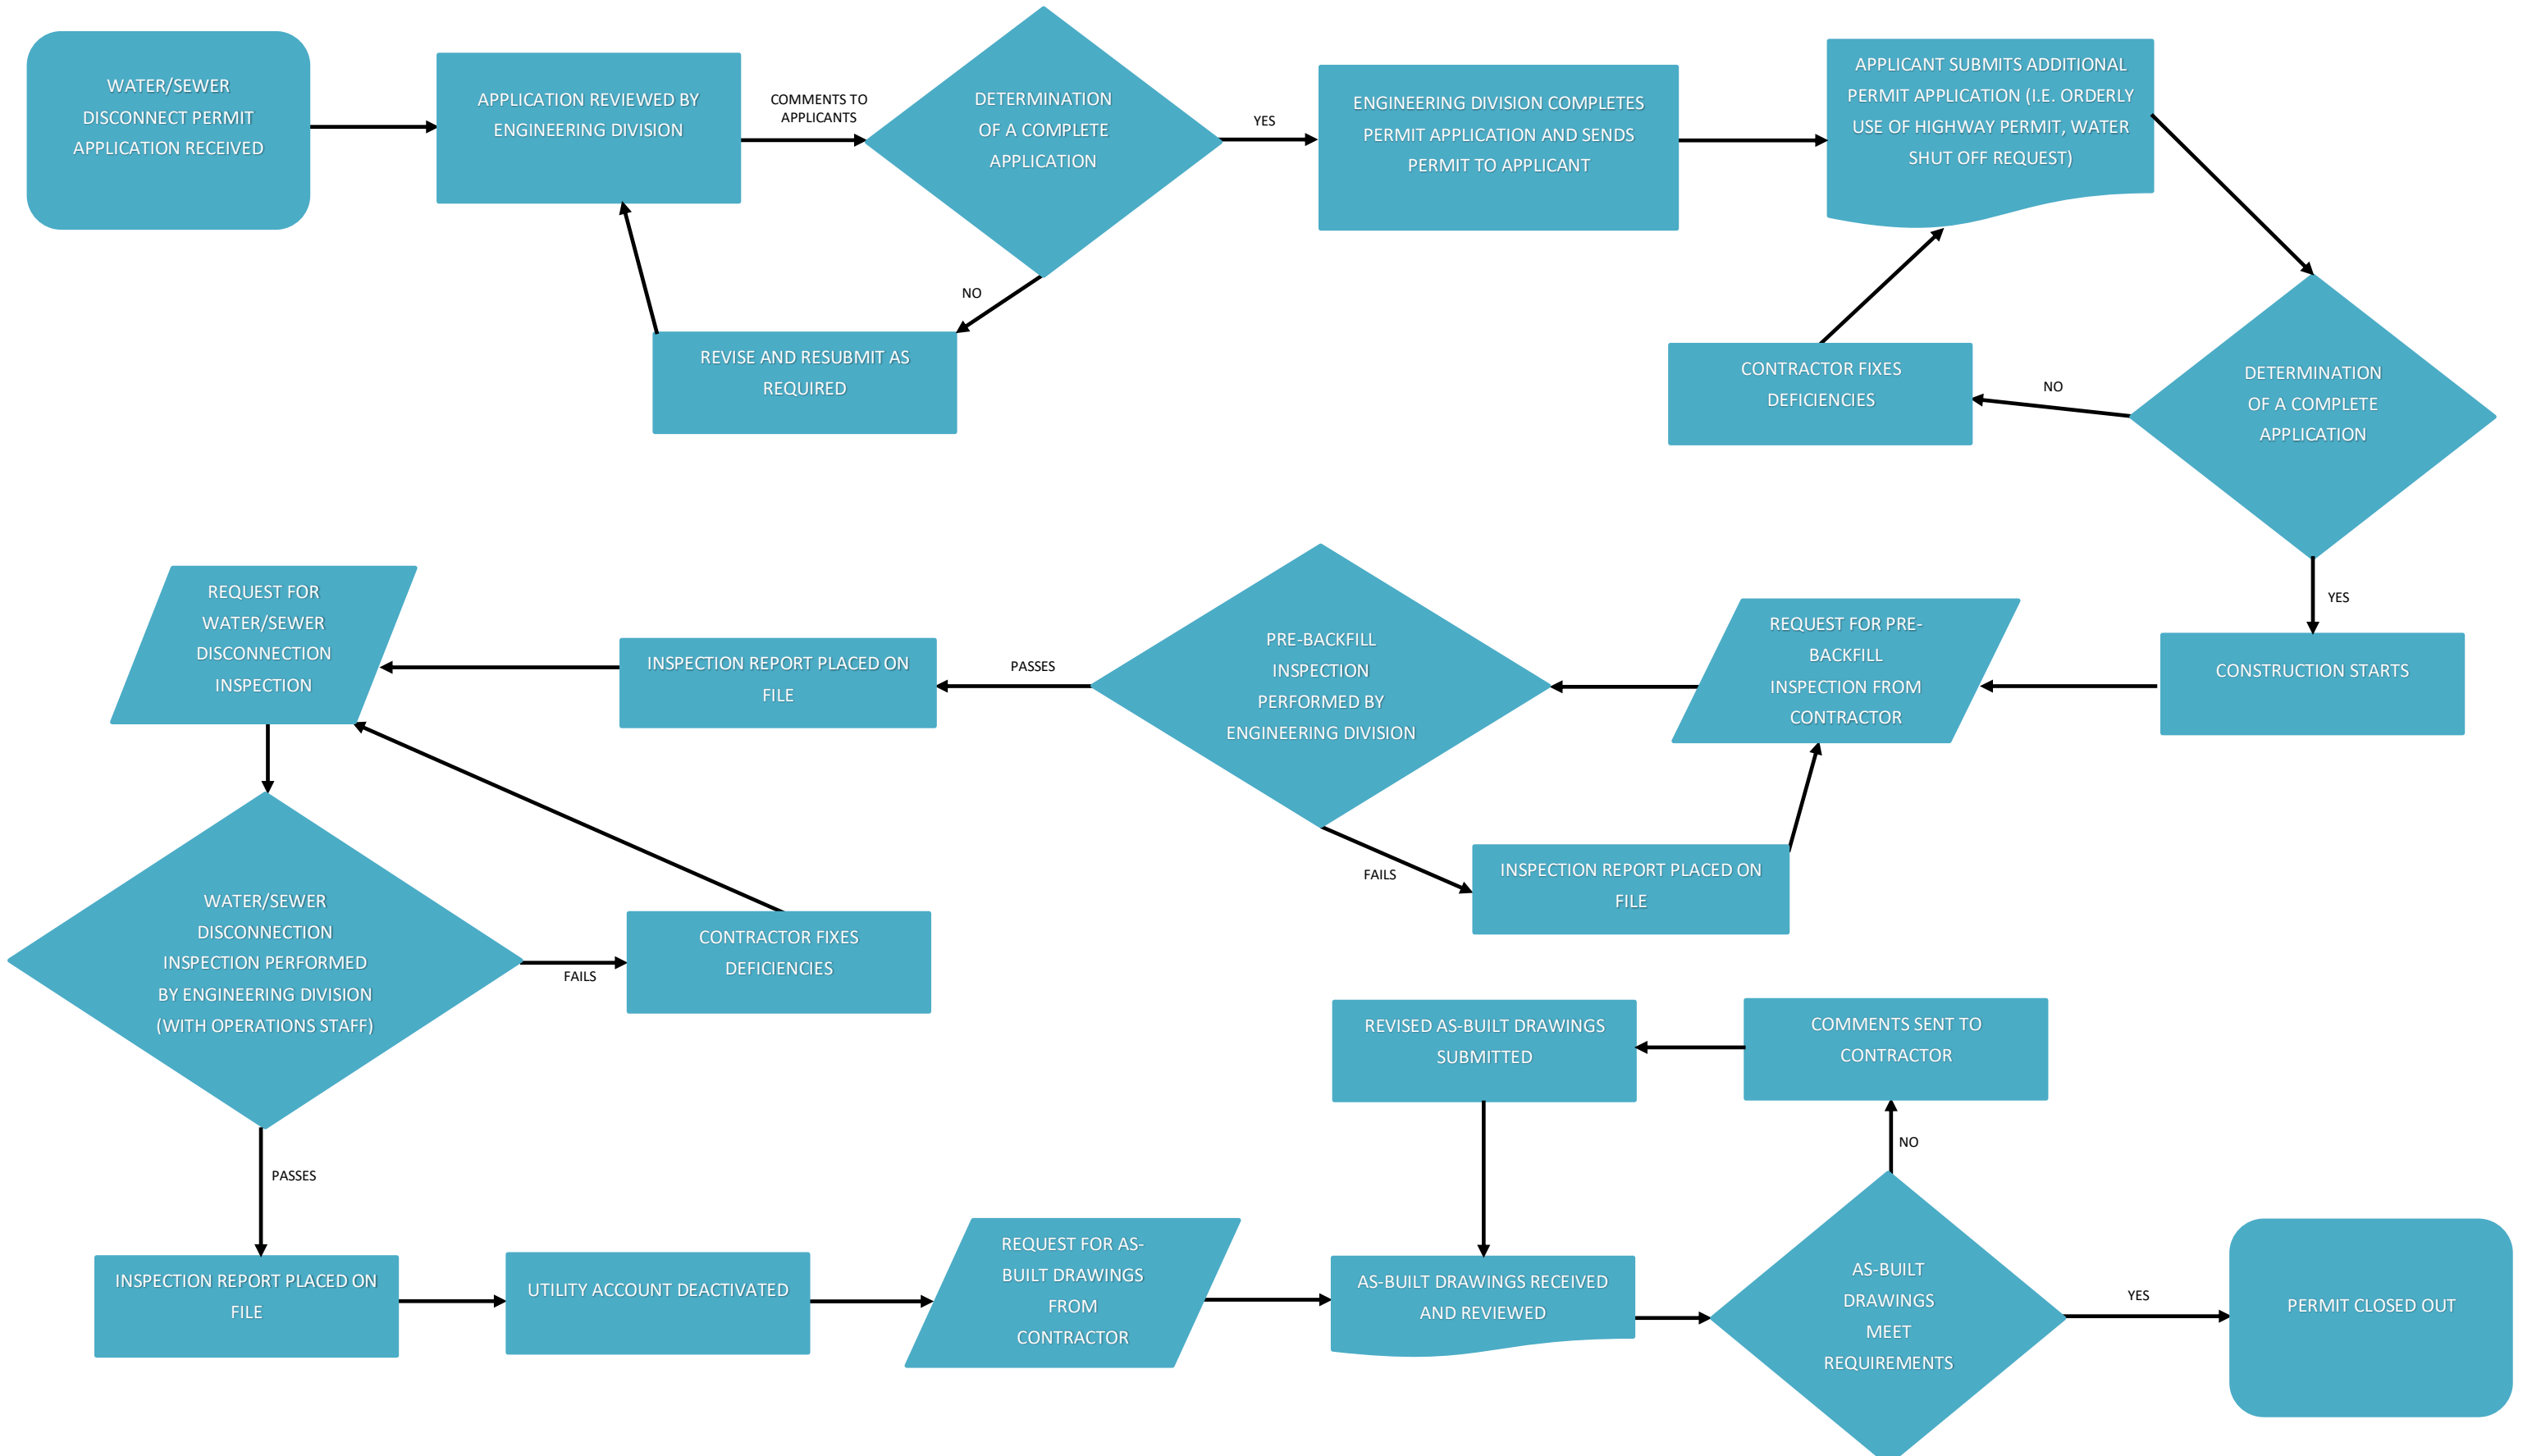 WATER/SEWER
DISCONNECT PERMIT
APPLICATION RECEIVED
APPLICATION REVIEWED BY
ENGINEERING DIVISION
COMMENTS TO
APPLICANTS
DETERMINATION
OF A COMPLETE
APPLICATION
YES
ENGINEERING DIVISION COMPLETES
PERMIT APPLICATION AND SENDS
PERMIT TO APPLICANT
APPLICANT SUBMITS ADDITIONAL
PERMIT APPLICATION (I.E. ORDERLY
USE OF HIGHWAY PERMIT, WATER
SHUT OFF REQUEST)
NO
REVISE AND RESUBMIT AS
REQUIRED
CONTRACTOR FIXES
DEFICIENCIES
NO
DETERMINATION
OF A COMPLETE
APPLICATION
YES
CONSTRUCTION STARTS
REQUEST FOR PRE-
BACKFILL
INSPECTION FROM
CONTRACTOR
PRE-BACKFILL
INSPECTION
PERFORMED BY
ENGINEERING DIVISION
PASSES
INSPECTION REPORT PLACED ON
FILE
REQUEST FOR
WATER/SEWER
DISCONNECTION
INSPECTION
FAILS
INSPECTION REPORT PLACED ON
FILE
WATER/SEWER
DISCONNECTION
INSPECTION PERFORMED
BY ENGINEERING DIVISION
(WITH OPERATIONS STAFF)
FAILS
CONTRACTOR FIXES
DEFICIENCIES
REVISED AS-BUILT DRAWINGS
SUBMITTED
COMMENTS SENT TO
CONTRACTOR
NO
PASSES
INSPECTION REPORT PLACED ON
FILE
UTILITY ACCOUNT DEACTIVATED
REQUEST FOR AS-
BUILT DRAWINGS
FROM
CONTRACTOR
AS-BUILT DRAWINGS RECEIVED
AND REVIEWED
AS-BUILT
DRAWINGS
MEET
REQUIREMENTS
YES
PERMIT CLOSED OUT